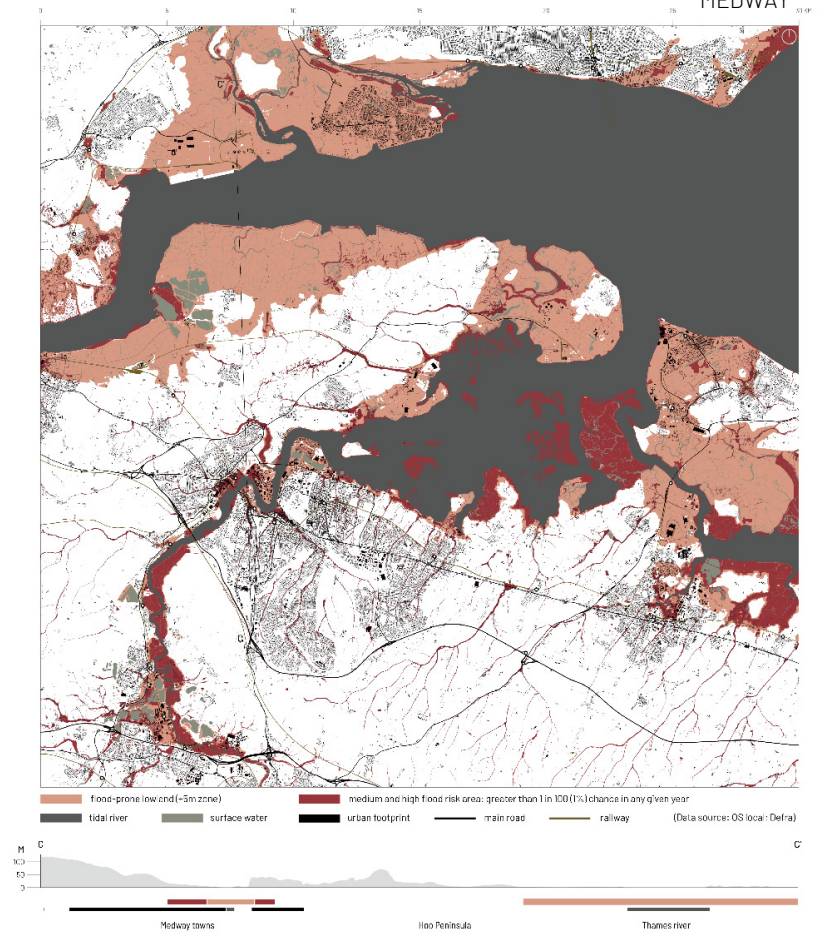 MEDWAY
0
5
10
15
20
25
30 KM
C'
C
flood-prone lowland (+5m zone)
medium and high flood risk area: greater than 1 in 100 (1%) chance in any given year
tidal river
surface water
urban footprint
main road
railway
(Data source: OS local; Defra)
M
C
C'
100
50
0
Medway towns
Hoo Peninsula
Thames river